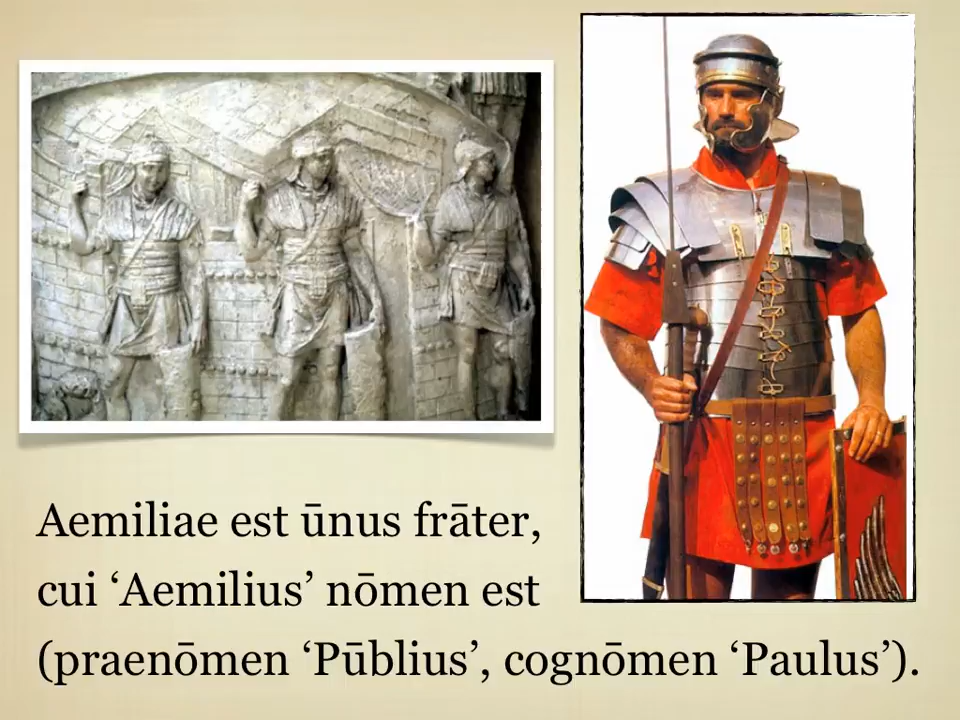 Aemiliae est ūnus frāter,
cui ‘Aemilius’ nōmen est
(praenōmen ‘Pūblius’, cognōmen ‘Paulus’).